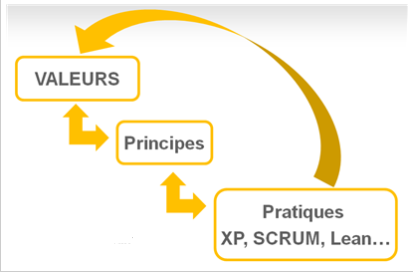 VALEURS
Principes
Pratiques
XP, SCRUM, Lean…